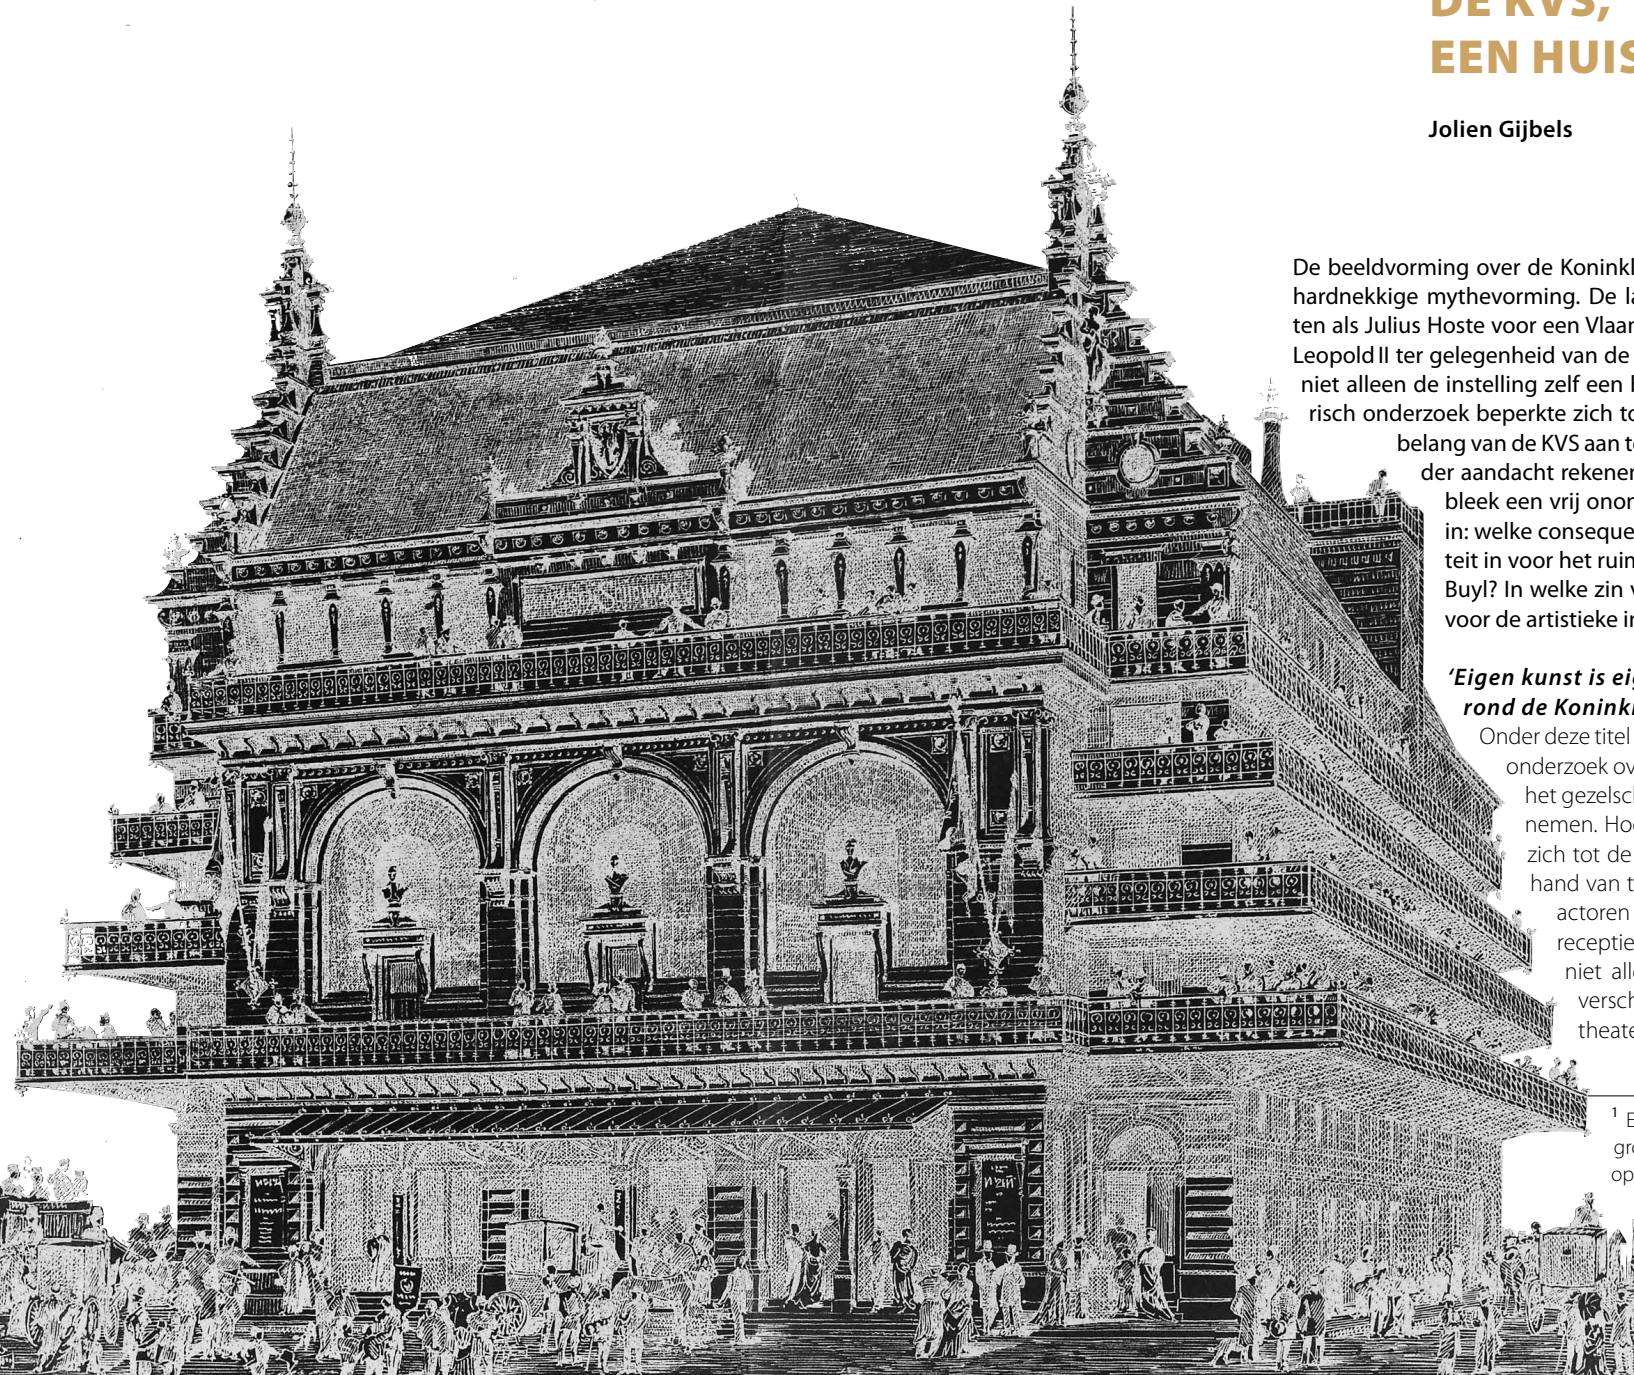 DE KVS,
EEN HUIS
Jolien Gijbels
De beeldvorming over de Koninkl
hardnekkige mythevorming. De la
ten als Julius Hoste voor een Vlaar
Leopold II ter gelegenheid van de
niet alleen de instelling zelf een b
risch onderzoek beperkte zich to
belang van de KVS aan te
der aandacht rekenen
bleek een vrij onon
in: welke conseque
teit in voor het ruin
Buyl? In welke zin v
voor de artistieke in
‘Eigen kunst is eig
rond de Koninkl
Onder deze titel
onderzoek ov
het gezelsch
nemen. Hoe
zich tot de
hand van t
actoren
receptie
niet alle
versch
theate
1 E
gro
op